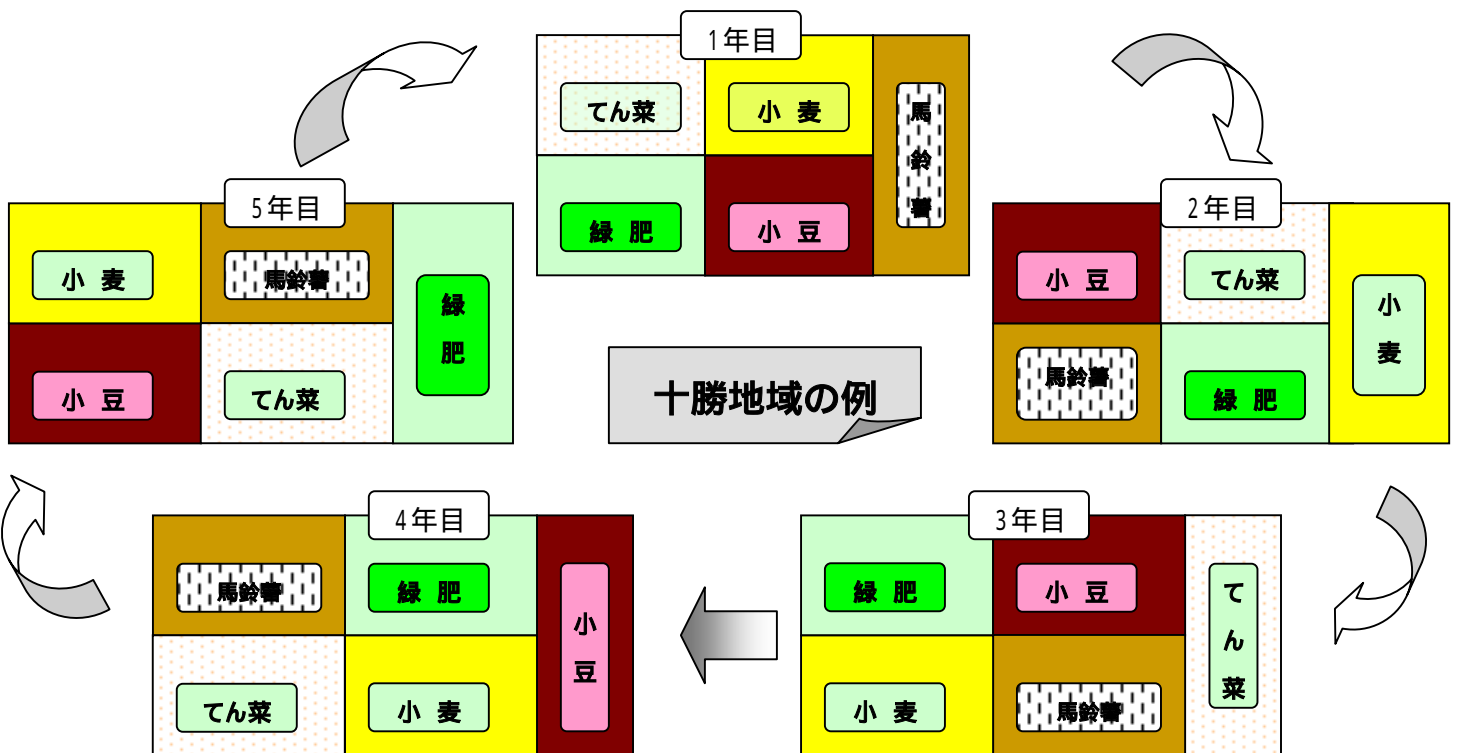 1年目
てん菜
小 麦
馬鈴薯
緑 肥
小 豆
2年目
小 豆
てん菜
小麦
馬鈴薯
緑 肥
3年目
緑 肥
小 豆
てん菜
小 麦
馬鈴薯
4年目
馬鈴薯
緑 肥
小豆
てん菜
小 麦
5年目
小 麦
馬鈴薯
緑肥
小 豆
てん菜
十勝地域の例